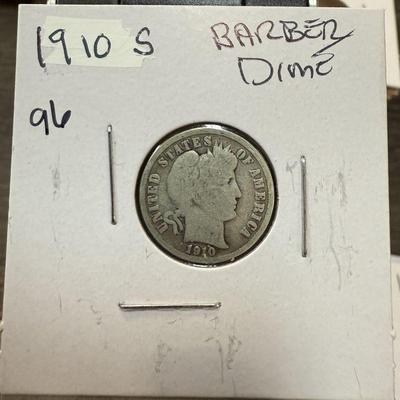 1910 S
BARBER
DIME
96
UNITED STATES OF AMERICA
1910